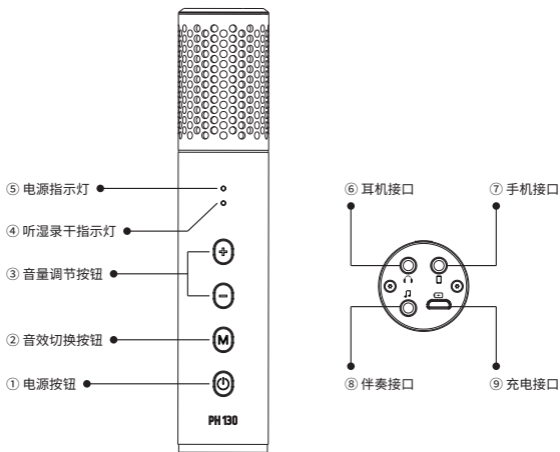 ⑤ 电源指示灯
④ 听湿录干指示灯
③ 音量调节按钮
② 音效切换按钮
① 电源按钮
M
PH130
⑥ 耳机接口
⑦ 手机接口
⑧ 伴奏接口
⑨ 充电接口